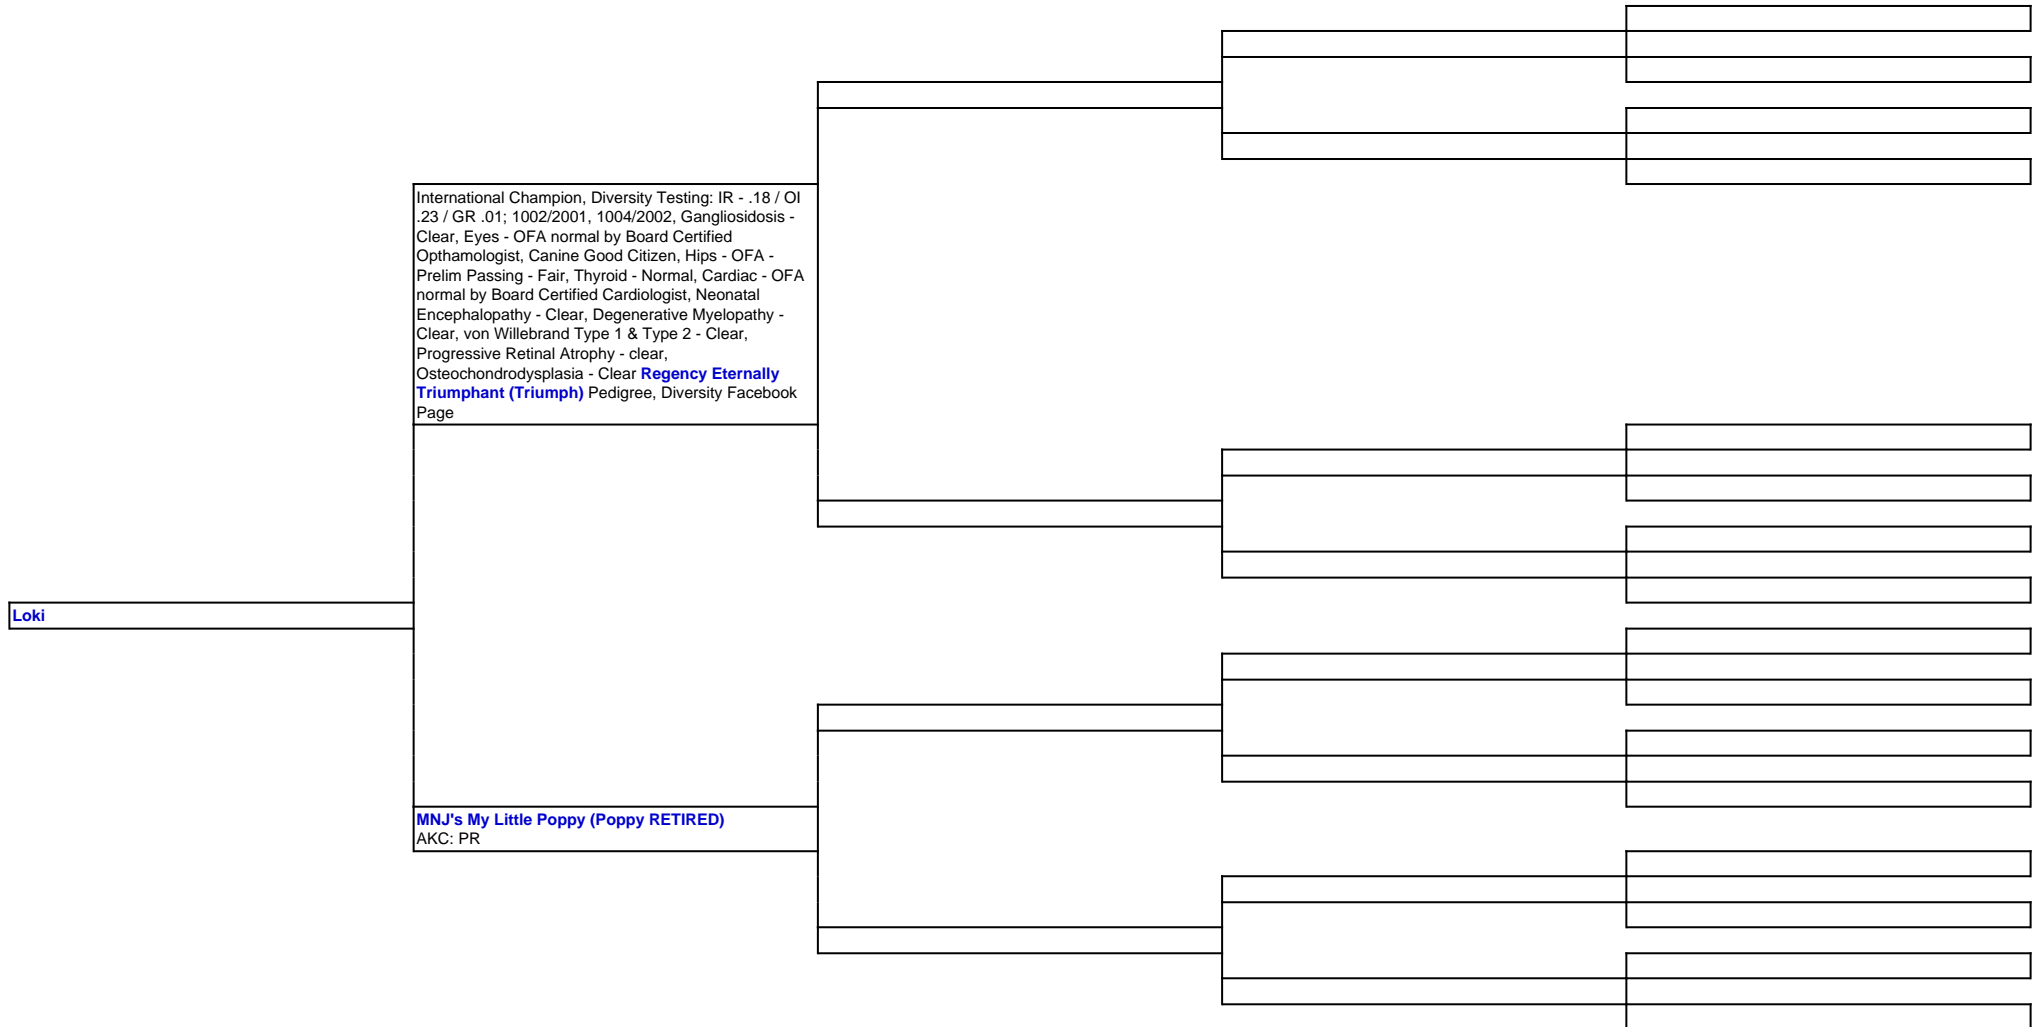 International Champion, Diversity Testing: IR - .18 / OI
.23 / GR .01; 1002/2001, 1004/2002, Gangliosidosis -
Clear, Eyes - OFA normal by Board Certified
Opthamologist, Canine Good Citizen, Hips - OFA -
Prelim Passing - Fair, Thyroid - Normal, Cardiac - OFA
normal by Board Certified Cardiologist, Neonatal
Encephalopathy - Clear, Degenerative Myelopathy -
Clear, von Willebrand Type 1 & Type 2 - Clear,
Progressive Retinal Atrophy - clear,
Osteochondrodysplasia - Clear Regency Eternally
Triumphant (Triumph) Pedigree, Diversity Facebook
Page
Loki
MNJ's My Little Poppy (Poppy RETIRED)
AKC: PR